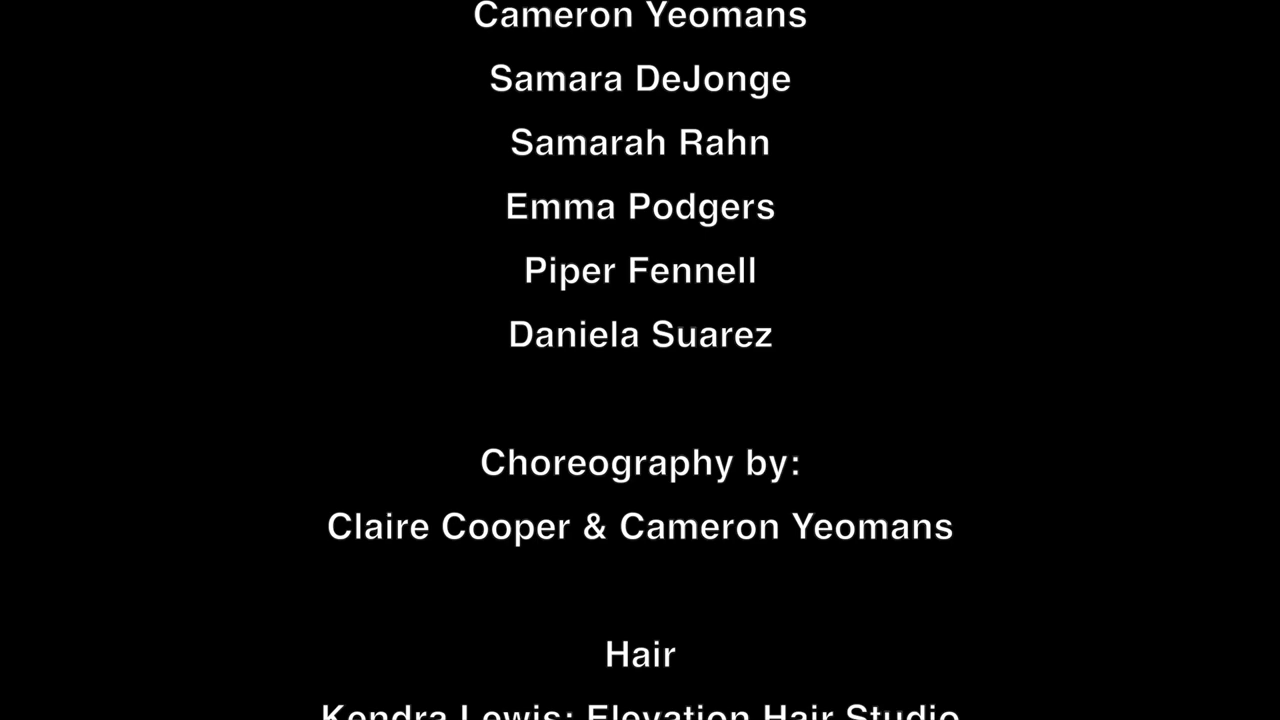 Cameron Yeomans
Samara DeJonge
Samarah Rahn
Emma Podgers
Piper Fennell
Daniela Suarez
Choreography by:
Claire Cooper & Cameron Yeomans
Hair
Kendra Lewis: Elevation Hair Studio